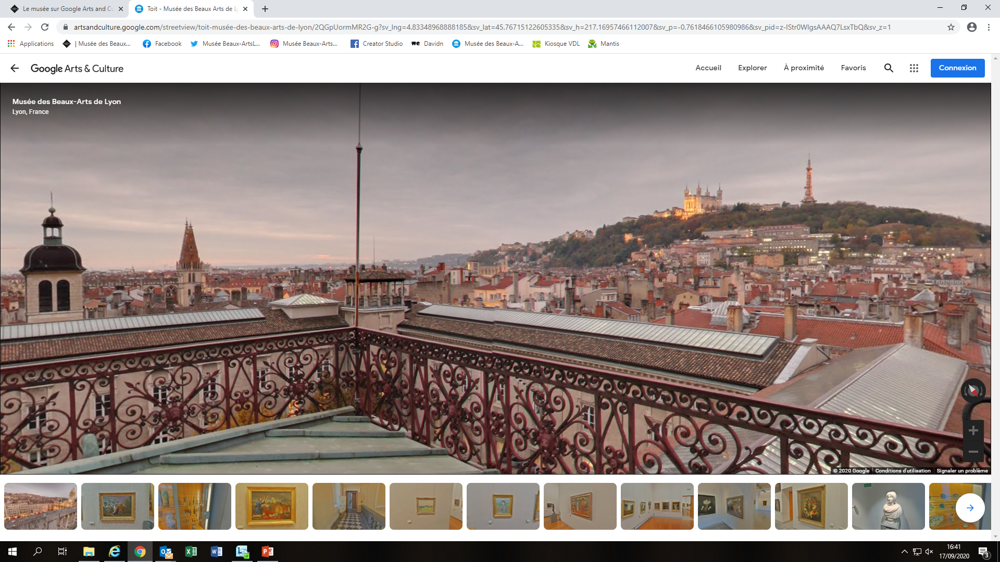 Le musée sur Google Arts and Cu
Toit - Musée des Beaux Arts de Ly
artsandculture.google.com/streetview/toit-musée-des-beaux-arts-de-lyon/2QGpUormMR2G-g?sv_lng=4.83348968888185&sv_lat=45.76715122605335&sv_h=217.16957466112007&sv_p=-0.7618466105980986&sv_pid=z-IStr0WIgsAAAQ7LsxTbQ&sv_z=1
Applications
| Musée des Beaux...
Facebook
Musée Beaux-ArtsL...
Musée Beaux-Arts...
Creator Studio
we Davidn
Musée des Beaux-A...
Kiosque VDL
Mantis
Google Arts & Culture
Accueil
Explorer
À proximité
Favoris
Connexion
Musée des Beaux-Arts de Lyon
Lyon, France
© 2020 Google
Conditions d'utilisation
Signaler un problème
16:41
17/09/2020
3